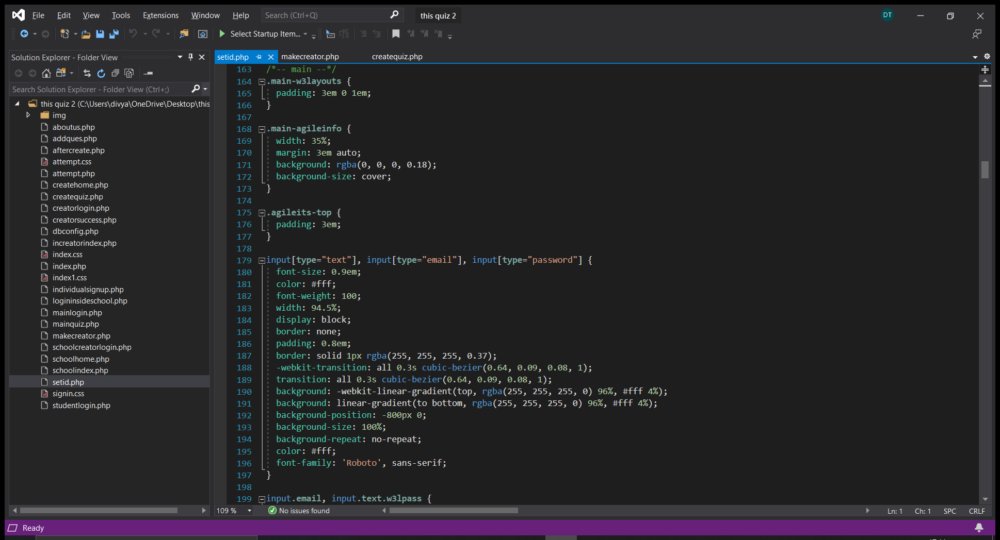 File Edit View Tools Extensions Window Help Search (Ctrl+Q) this quiz 2 DT
Select Startup Item...
Solution Explorer - Folder View
Search Solution Explorer - Folder View (Ctrl+;)
this quiz 2 (C:\Users\divya\OneDrive\Desktop\this
img
aboutus.php
addques.php
aftercreate.php
attempt.css
attempt.php
createhome.php
createquiz.php
creatorlogin.php
creatorsuccess.php
dbconfig.php
increatorindex.php
index.css
index.php
index1.css
individualsignup.php
logininsideschool.php
mainlogin.php
mainquiz.php
makecreator.php
schoolcreatorlogin.php
schoolhome.php
schoolindex.php
setid.php
signin.css
studentlogin.php
setid.php makecreator.php createquiz.php
163 /*-- main --*/
164 .main-w3layouts {
165 padding: 3em 0 1em;
166 }
167
168 .main-agileinfo {
169 width: 35%;
170 margin: 3em auto;
171 background: rgba(0, 0, 0, 0.18);
172 background-size: cover;
173 }
174
175 .agileits-top {
176 padding: 3em;
177 }
178
179 input[type="text"], input[type="email"], input[type="password"] {
180 font-size: 0.9em;
181 color: #fff;
182 font-weight: 100;
183 width: 94.5%;
184 display: block;
185 border: none;
186 padding: 0.8em;
187 border: solid 1px rgba(255, 255, 255, 0.37);
188 -webkit-transition: all 0.3s cubic-bezier(0.64, 0.09, 0.08, 1);
189 transition: all 0.3s cubic-bezier(0.64, 0.09, 0.08, 1);
190 background: -webkit-linear-gradient(top, rgba(255, 255, 255, 0) 96%, #fff 4%);
191 background: linear-gradient(to bottom, rgba(255, 255, 255, 0) 96%, #fff 4%);
192 background-position: -800px 0;
193 background-size: 100%;
194 background-repeat: no-repeat;
195 color: #fff;
196 font-family: 'Roboto', sans-serif;
197 }
198
199 input.email, input.text.w3lpass {
109 % No issues found Ln: 1 Ch: 1 SPC CRLF
Ready